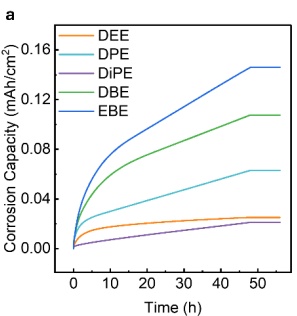 a
Corrosion Capacity (mAh/cm²)
0.16
0.12
0.08
0.04
0.00
DEE
DPE
DiPE
DBE
EBE
0 10 20 30 40 50
Time (h)